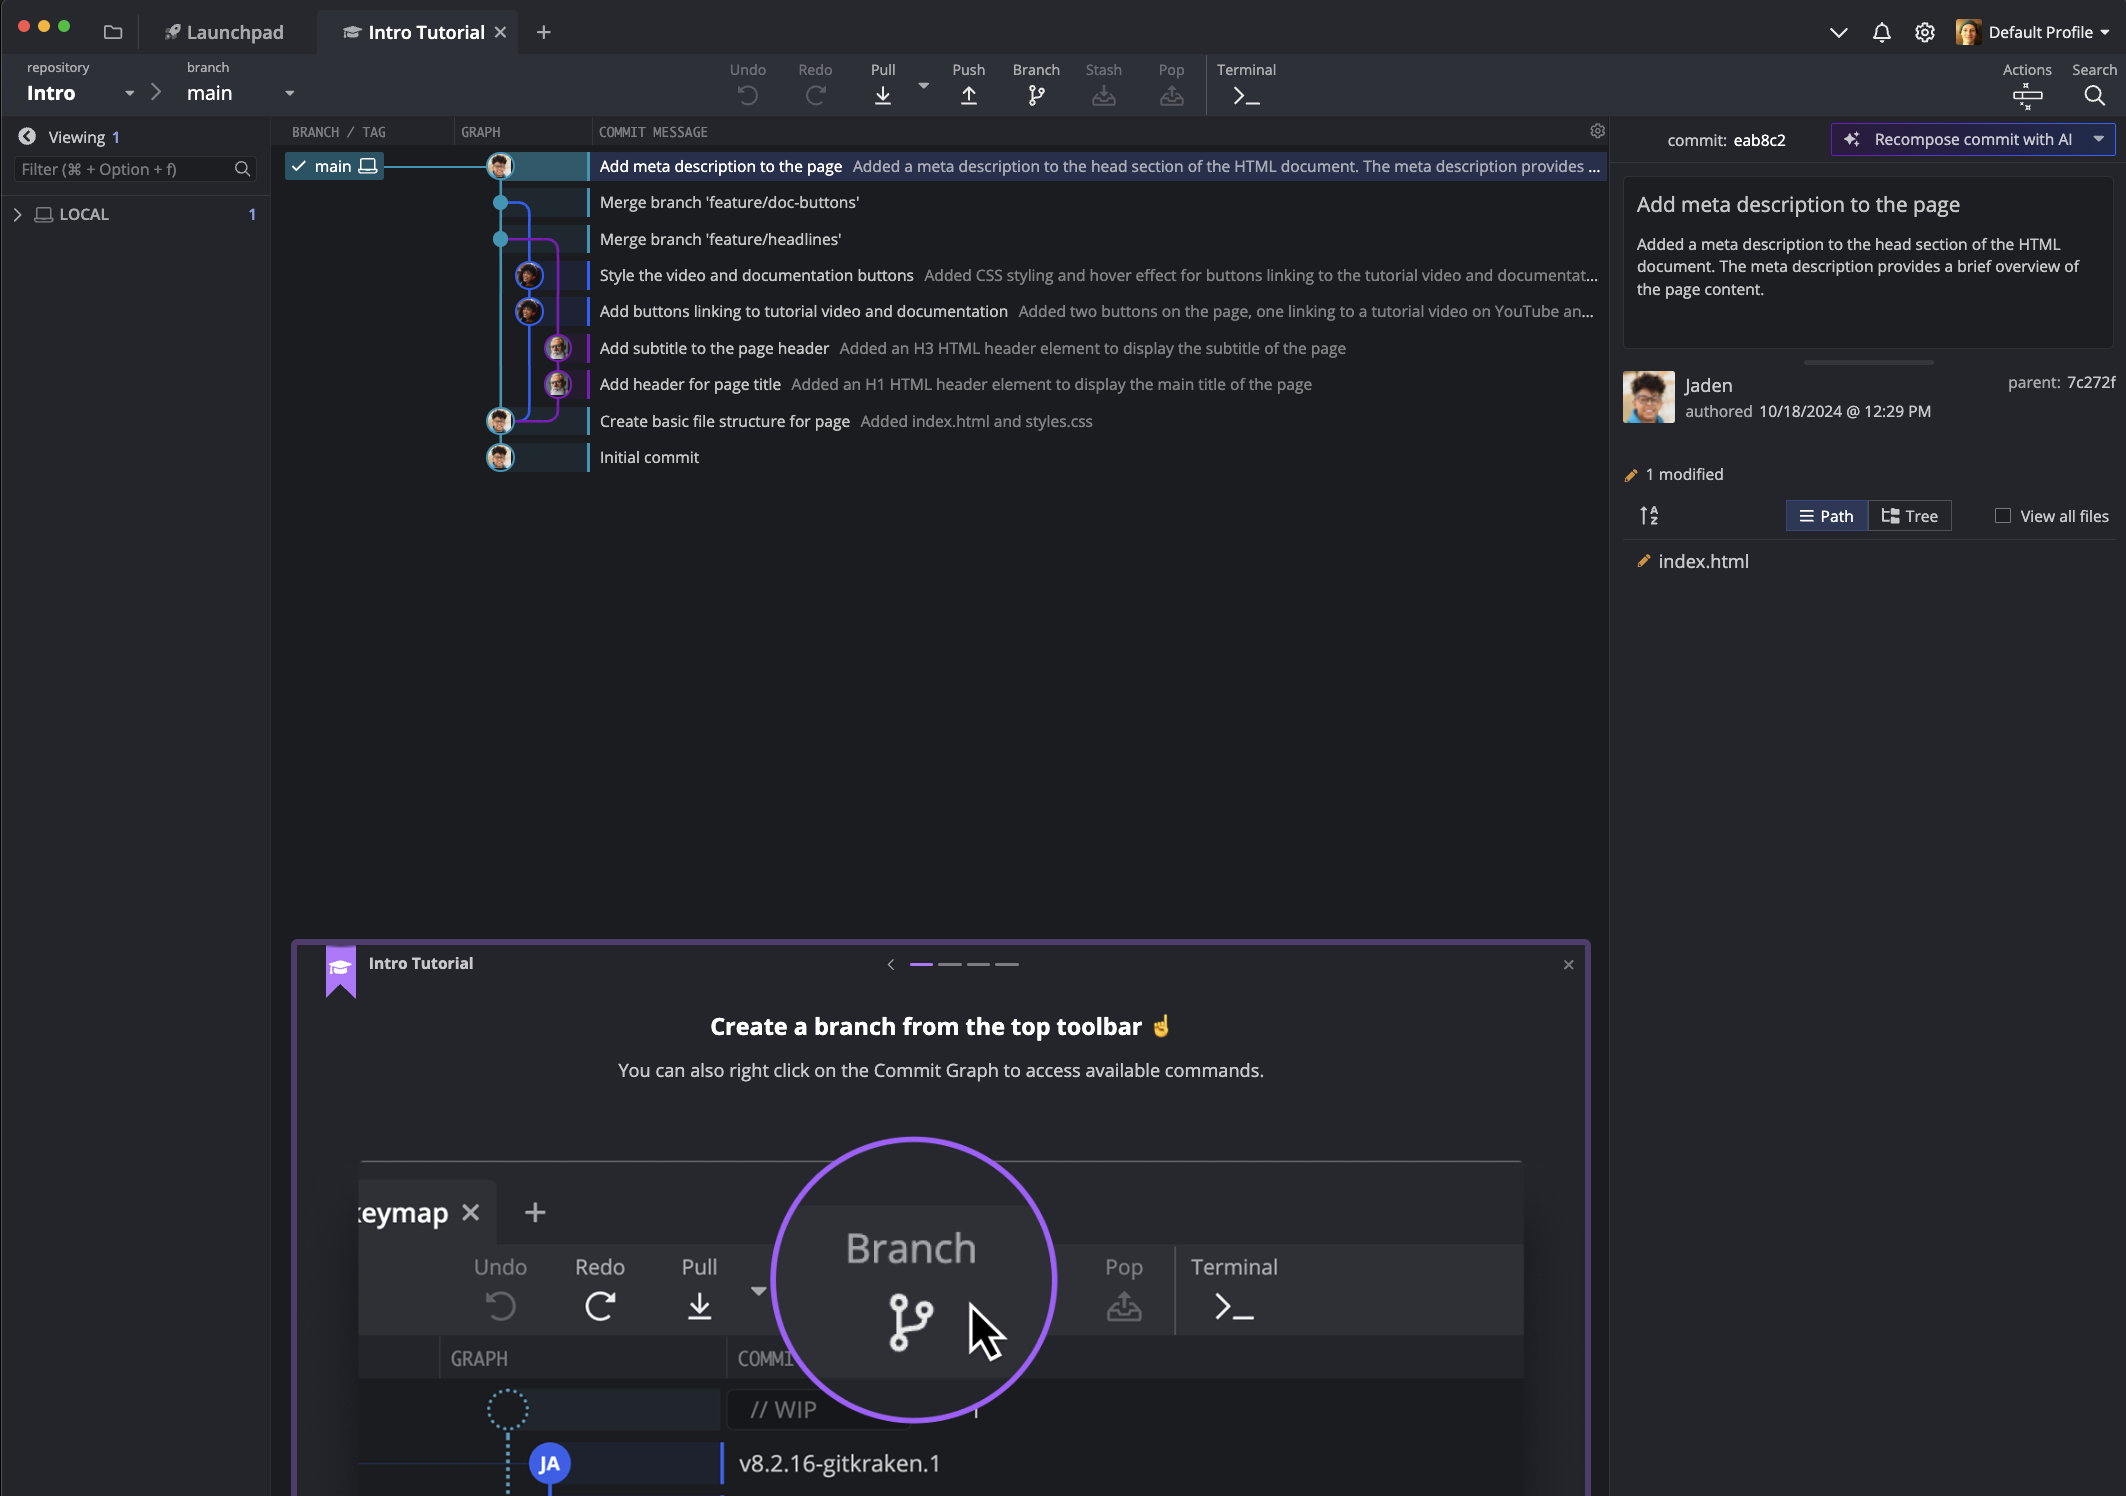 Launchpad
Intro Tutorial
Default Profile
repository
Intro
branch
main
Undo
Redo
Pull
Push
Branch
Stash
Pop
Terminal
Actions
Search
Viewing 1
Filter (⌘ + Option + f)
LOCAL 1
BRANCH / TAG
GRAPH
COMMIT MESSAGE
main
Add meta description to the page Added a meta description to the head section of the HTML document. The meta description provides ...
Merge branch 'feature/doc-buttons'
Merge branch 'feature/headlines'
Style the video and documentation buttons Added CSS styling and hover effect for buttons linking to the tutorial video and documentat...
Add buttons linking to tutorial video and documentation Added two buttons on the page, one linking to a tutorial video on YouTube an...
Add subtitle to the page header Added an H3 HTML header element to display the subtitle of the page
Add header for page title Added an H1 HTML header element to display the main title of the page
Create basic file structure for page Added index.html and styles.css
Initial commit
commit: eab8c2
Recompose commit with AI
Add meta description to the page
Added a meta description to the head section of the HTML
document. The meta description provides a brief overview of
the page content.
Jaden
authored 10/18/2024 @ 12:29 PM
parent: 7c272f
1 modified
Path
Tree
View all files
index.html
Intro Tutorial
Create a branch from the top toolbar ☝️
You can also right click on the Commit Graph to access available commands.
keymap
Undo
Redo
Pull
Branch
Pop
Terminal
GRAPH
COMMI
// WIP
JA
v8.2.16-gitkraken.1